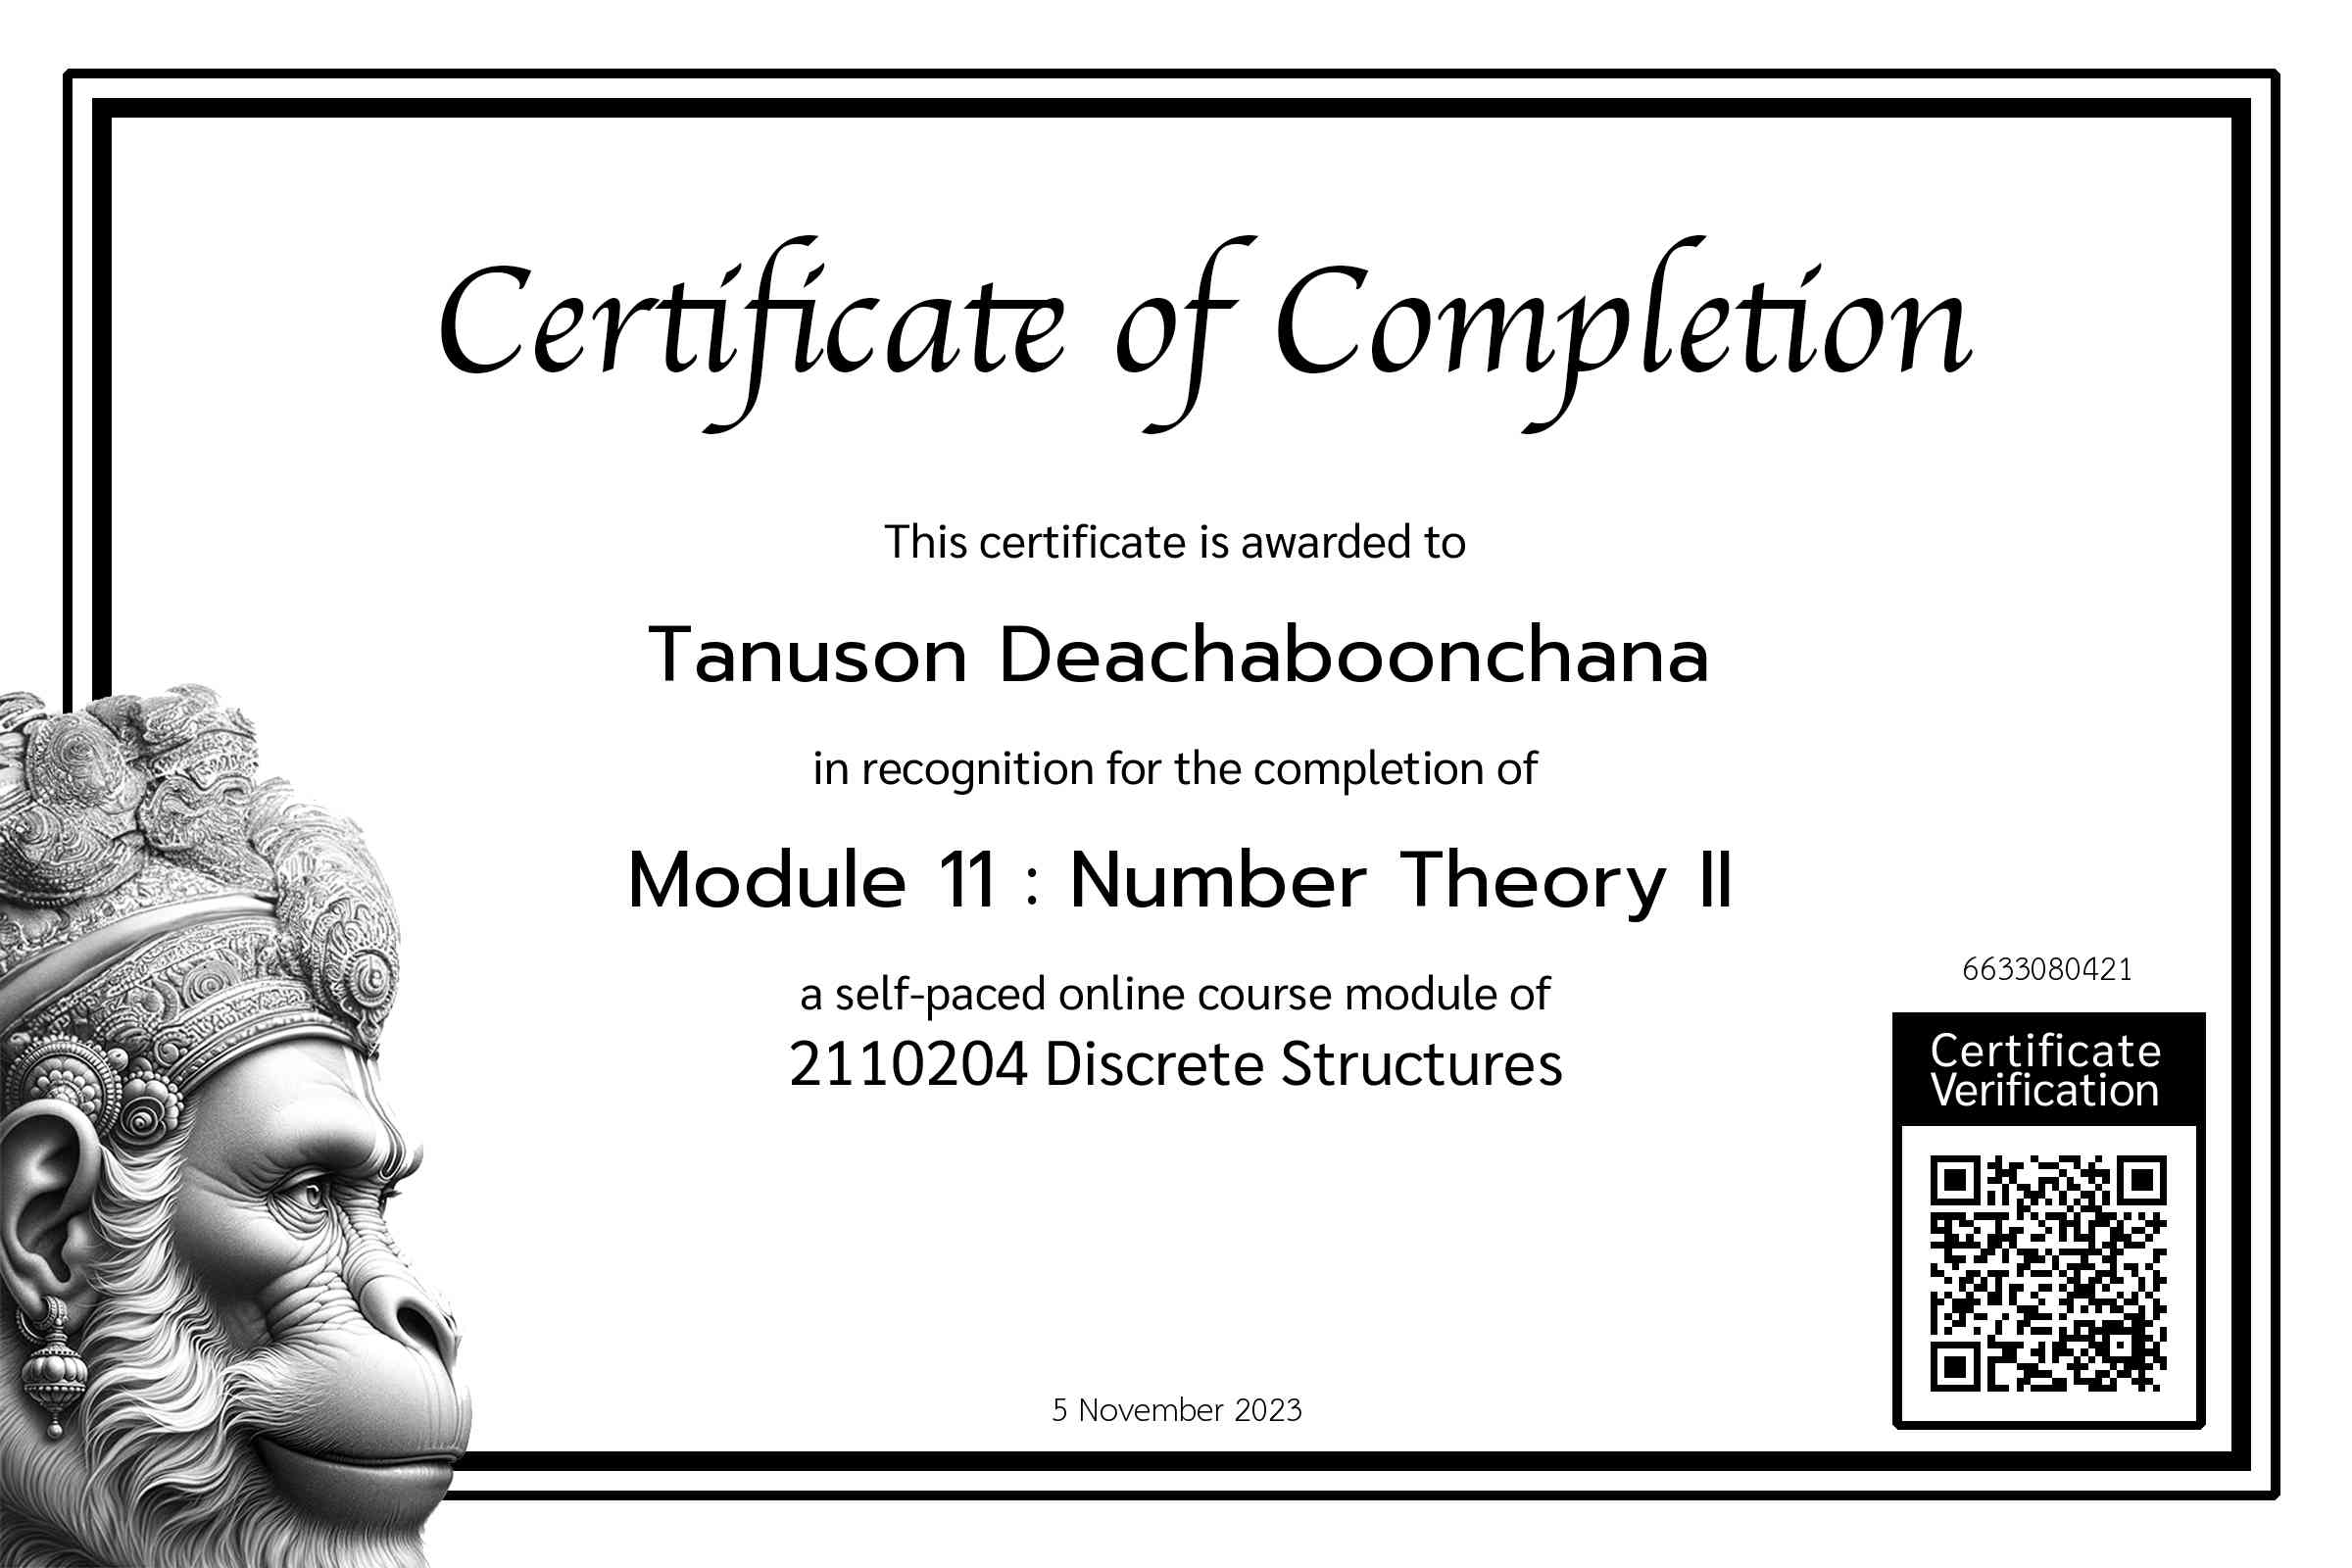 Certificate of Completion
This certificate is awarded to
Tanuson Deachaboonchana
in recognition for the completion of
Module 11 : Number Theory II
a self-paced online course module of
2110204 Discrete Structures
6633080421
Certificate
Verification
5 November 2023